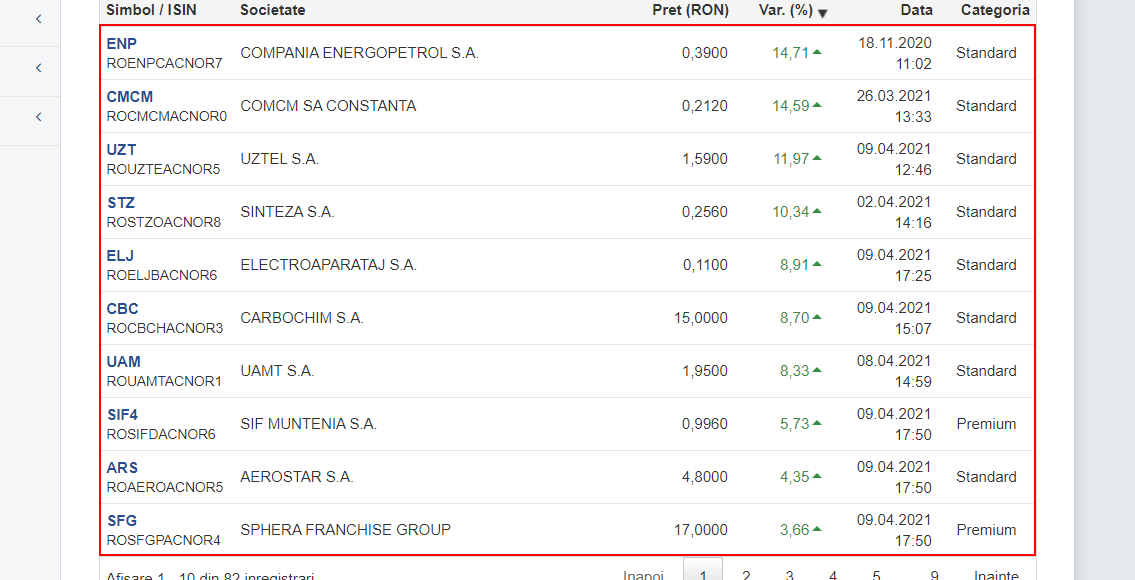 Simbol / ISIN Societate Pret (RON) Var. (%) Data Categoria
ENP
ROENPCACNOR7 COMPANIA ENERGOPETROL S.A. 0,3900 14,71 18.11.2020 11:02 Standard
CMCM
ROCMCMACNOR0 COMCM SA CONSTANTA 0,2120 14,59 26.03.2021 13:33 Standard
UZT
ROUZTEACNOR5 UZTEL S.A. 1,5900 11,97 09.04.2021 12:46 Standard
STZ
ROSTZOACNOR8 SINTEZA S.A. 0,2560 10,34 02.04.2021 14:16 Standard
ELJ
ROELJBACNOR6 ELECTROAPARATAJ S.A. 0,1100 8,91 09.04.2021 17:25 Standard
CBC
ROCBCHACNOR3 CARBOCHIM S.A. 15,0000 8,70 09.04.2021 15:07 Standard
UAM
ROUAMTACNOR1 UAMT S.A. 1,9500 8,33 08.04.2021 14:59 Standard
SIF4
ROSIFDACNOR6 SIF MUNTENIA S.A. 0,9960 5,73 09.04.2021 17:50 Premium
ARS
ROAEROACNOR5 AEROSTAR S.A. 4,8000 4,35 09.04.2021 17:50 Standard
SFG
ROSFGPACNOR4 SPHERA FRANCHISE GROUP 17,0000 3,66 09.04.2021 17:50 Premium
Afisare 1 - 10 din 82 inregistrari Inapoi 1 2 3 4 5 9 Inainte